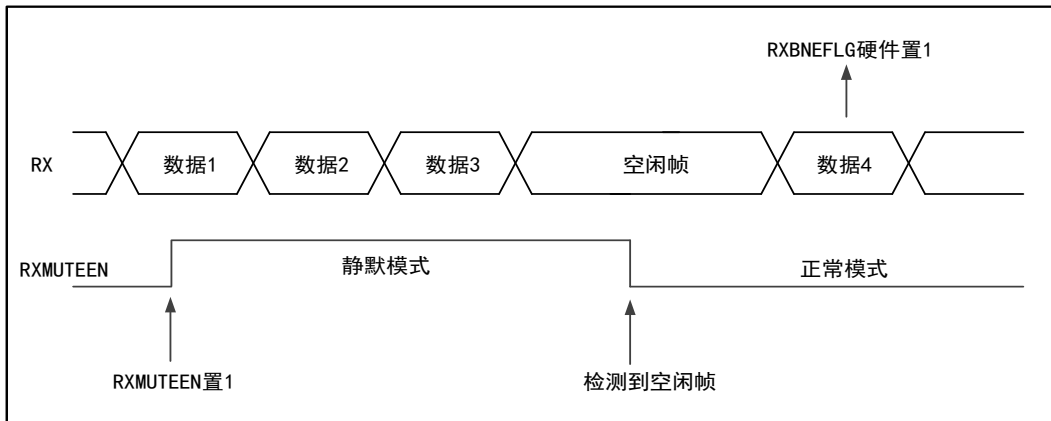 RXBNEFLG硬件置1
RX 数据1 数据2 数据3 空闲帧 数据4
RXMUTEEN 静默模式 正常模式
RXMUTEEN置1 检测到空闲帧